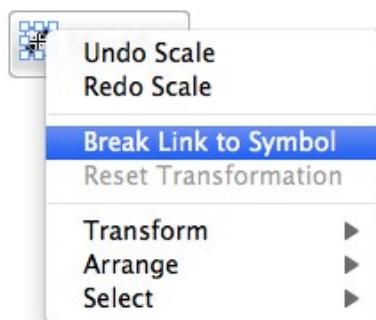 Undo Scale
Redo Scale
Break Link to Symbol
Reset Transformation
Transform
Arrange
Select